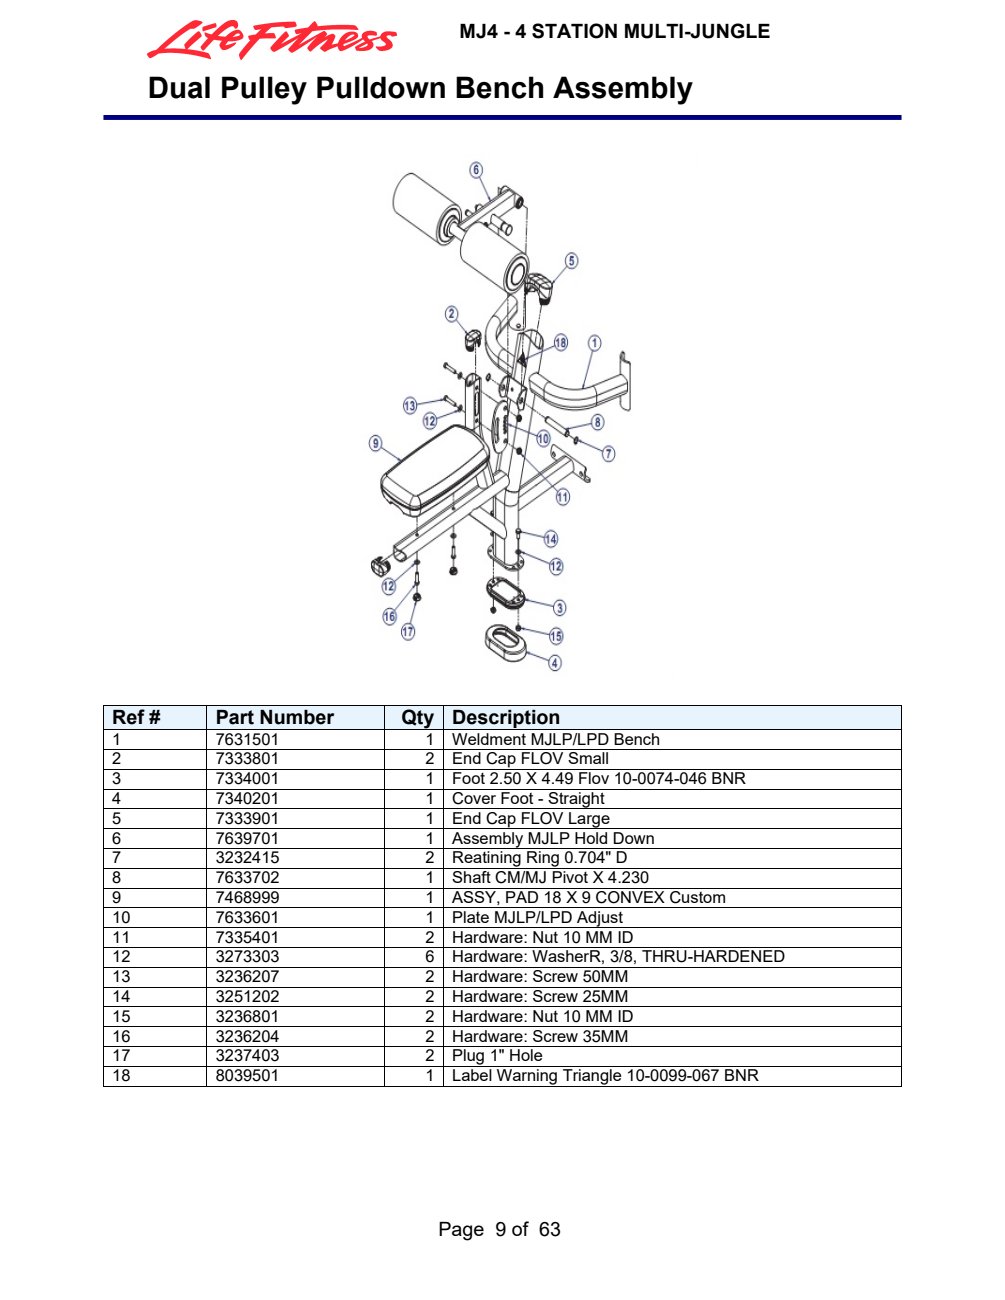 Life Fitness
MJ4 - 4 STATION MULTI-JUNGLE
Dual Pulley Pulldown Bench Assembly
6
5
2
18
1
13
12
8
10
9
7
11
14
12
12
3
16
17
15
4
Ref # Part Number Qty Description
1 7631501 1 Weldment MJLP/LPD Bench
2 7333801 2 End Cap FLOV Small
3 7334001 1 Foot 2.50 X 4.49 Flov 10-0074-046 BNR
4 7340201 1 Cover Foot - Straight
5 7333901 1 End Cap FLOV Large
6 7639701 1 Assembly MJLP Hold Down
7 3232415 2 Reatining Ring 0.704" D
8 7633702 1 Shaft CM/MJ Pivot X 4.230
9 7468999 1 ASSY, PAD 18 X 9 CONVEX Custom
10 7633601 1 Plate MJLP/LPD Adjust
11 7335401 2 Hardware: Nut 10 MM ID
12 3273303 6 Hardware: WasherR, 3/8, THRU-HARDENED
13 3236207 2 Hardware: Screw 50MM
14 3251202 2 Hardware: Screw 25MM
15 3236801 2 Hardware: Nut 10 MM ID
16 3236204 2 Hardware: Screw 35MM
17 3237403 2 Plug 1" Hole
18 8039501 1 Label Warning Triangle 10-0099-067 BNR
Page 9 of 63